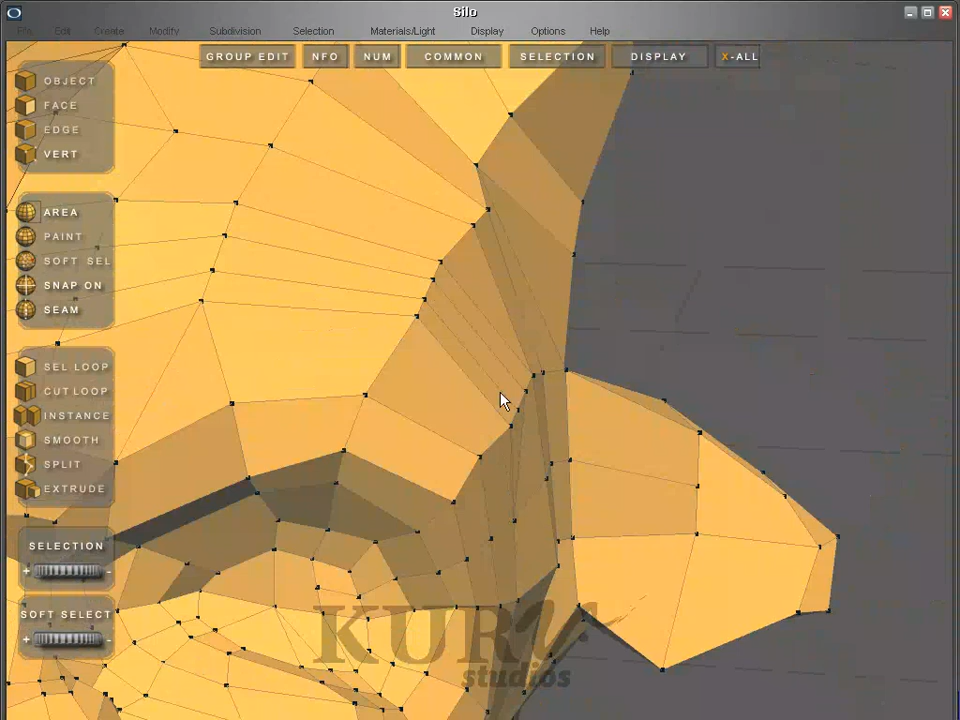 Silo
File Edit Create Modify Subdivision Selection Materials/Light Display Options Help
GROUP EDIT NFO NUM COMMON SELECTION DISPLAY X-ALL
OBJECT
FACE
EDGE
VERT
AREA
PAINT
SOFT SEL
SNAP ON
SEAM
SEL LOOP
CUT LOOP
INSTANCE
SMOOTH
SPLIT
EXTRUDE
SELECTION
+ -
SOFT SELECT
+ -
KURV
studios